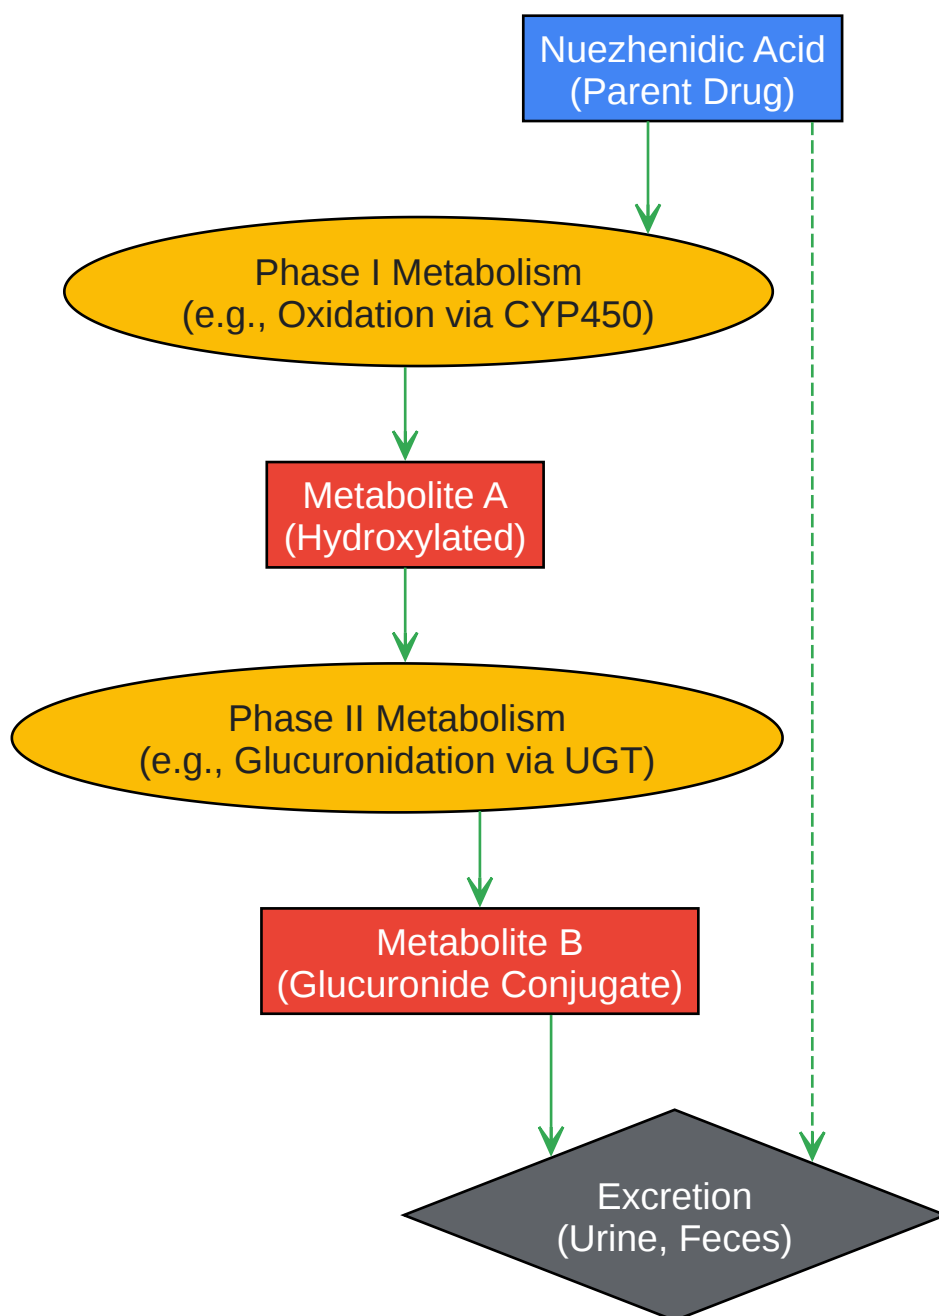 Nuezhenidic Acid
(Parent Drug)
Phase I Metabolism
(e.g., Oxidation via CYP450)
Metabolite A
(Hydroxylated)
Phase II Metabolism
(e.g., Glucuronidation via UGT)
Metabolite B
(Glucuronide Conjugate)
Excretion
(Urine, Feces)